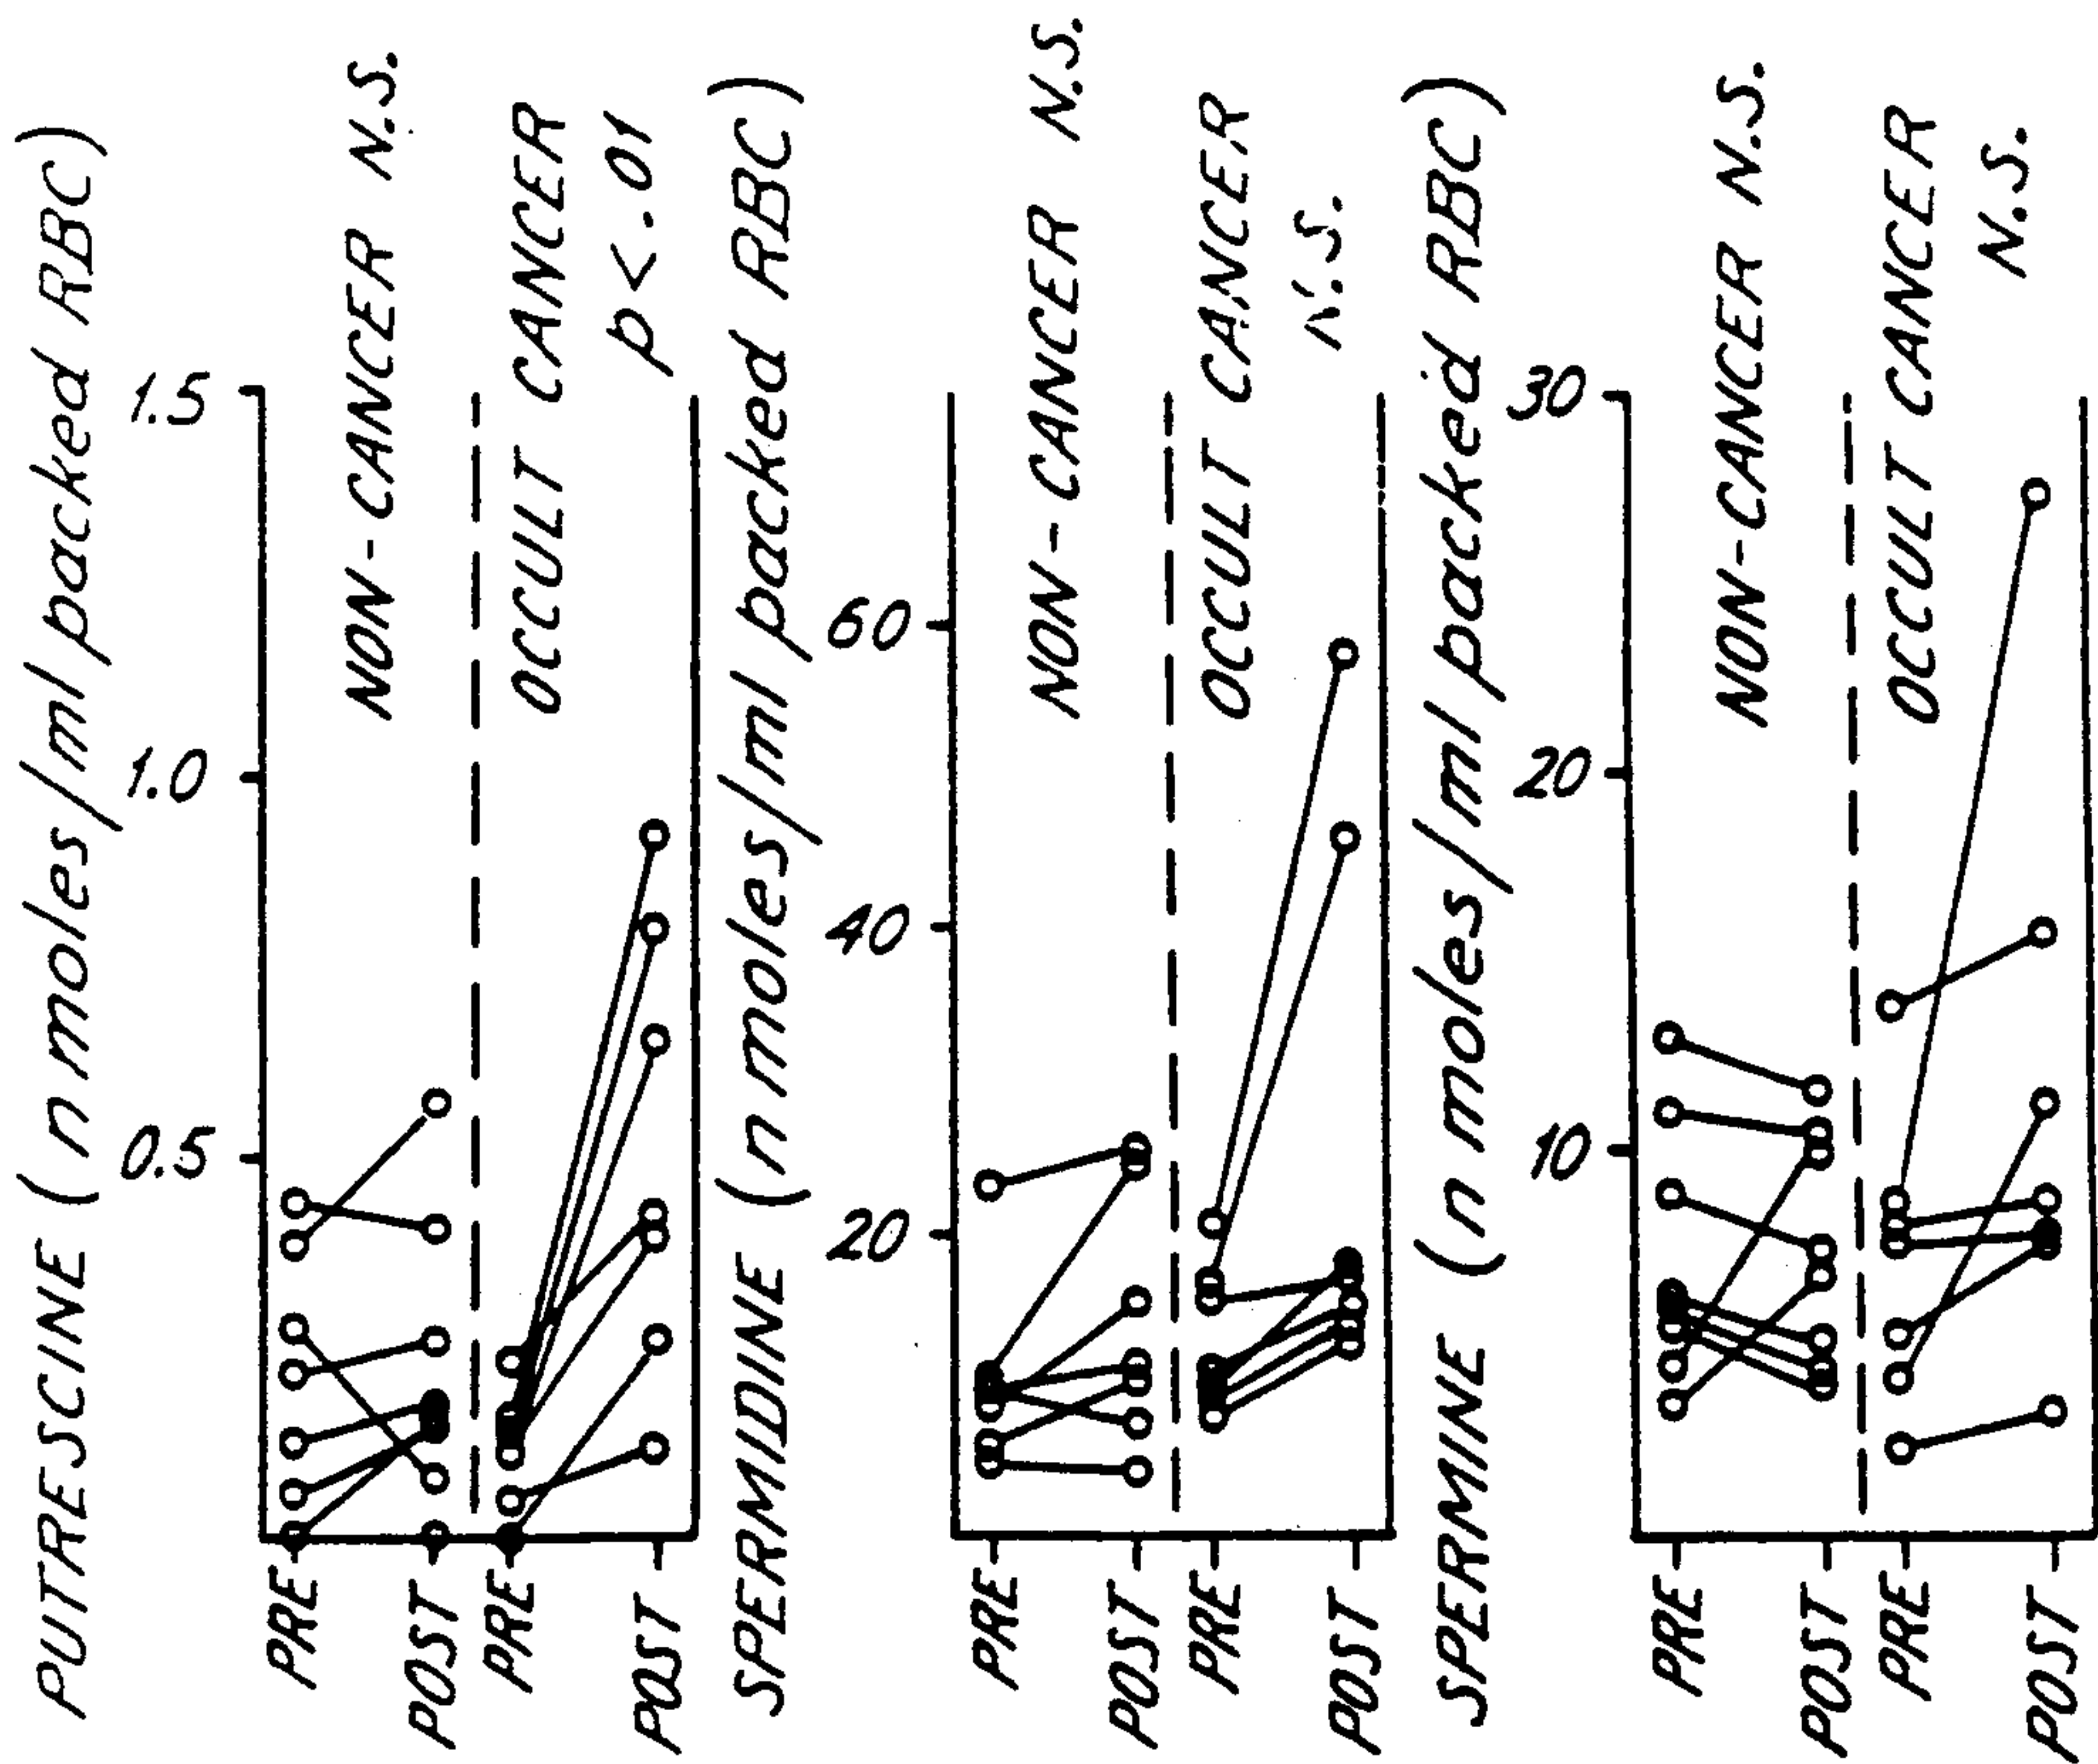 PUTRESCINE (n moles/ml packed RBC)
1.5
1.0
0.5
NON-CANCER N.S.
OCCULT CANCER
p<.01
PRE
POST
PRE
POST
SPERMIDINE (n moles/ml packed RBC)
60
40
20
NON-CANCER N.S.
OCCULT CANCER
N.S.
PRE
POST
PRE
POST
SPERMINE (n moles/ml packed RBC)
30
20
10
NON-CANCER N.S.
OCCULT CANCER
N.S.
PRE
POST
PRE
POST